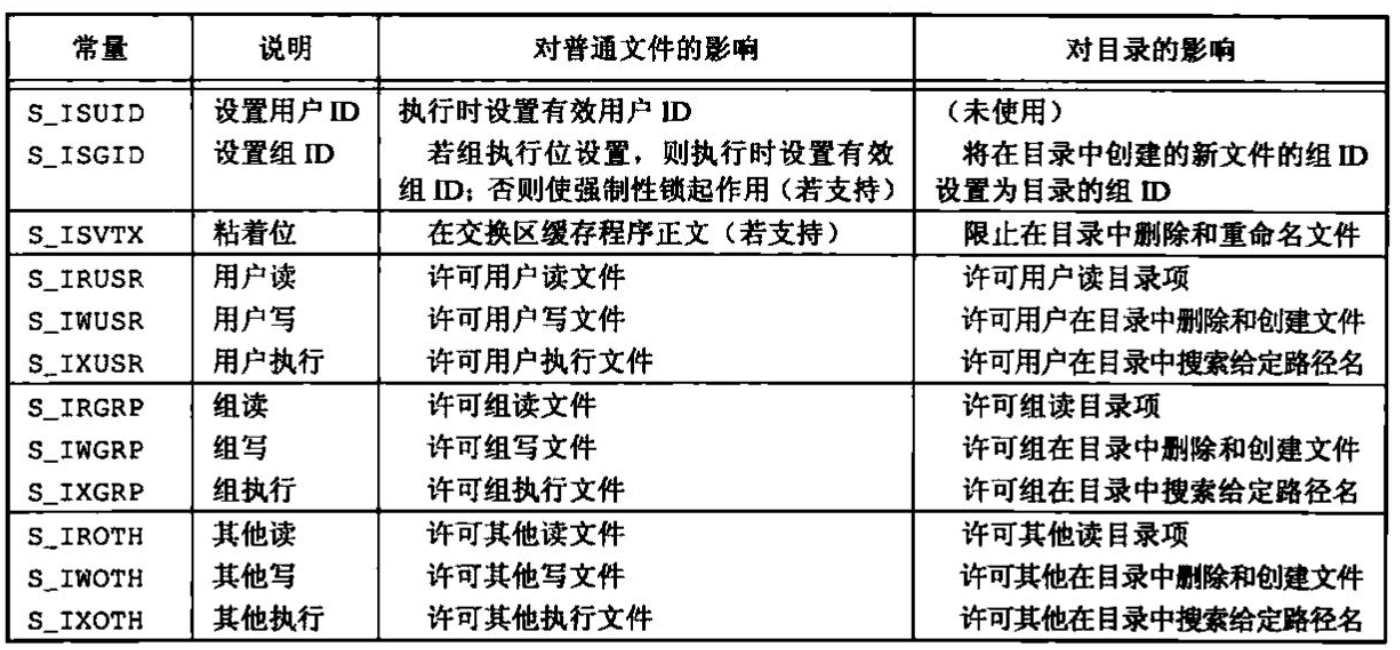 常量 说明 对普通文件的影响 对目录的影响
S_ISUID 设置用户 ID 执行时设置有效用户 ID （未使用）
S_ISGID 设置组 ID 若组执行位设置，则执行时设置有效 将在目录中创建的新文件的组 ID
组 ID；否则使强制性锁起作用（若支持） 设置为目录的组 ID
S_ISVTX 粘着位 在交换区缓存程序正文（若支持） 限止在目录中删除和重命名文件
S_IRUSR 用户读 许可用户读文件 许可用户读目录项
S_IWUSR 用户写 许可用户写文件 许可用户在目录中删除和创建文件
S_IXUSR 用户执行 许可用户执行文件 许可用户在目录中搜索给定路径名
S_IRGRP 组读 许可组读文件 许可组读目录项
S_IWGRP 组写 许可组写文件 许可组在目录中删除和创建文件
S_IXGRP 组执行 许可组执行文件 许可组在目录中搜索给定路径名
S_IROTH 其他读 许可其他读文件 许可其他读目录项
S_IWOTH 其他写 许可其他写文件 许可其他在目录中删除和创建文件
S_IXOTH 其他执行 许可其他执行文件 许可其他在目录中搜索给定路径名